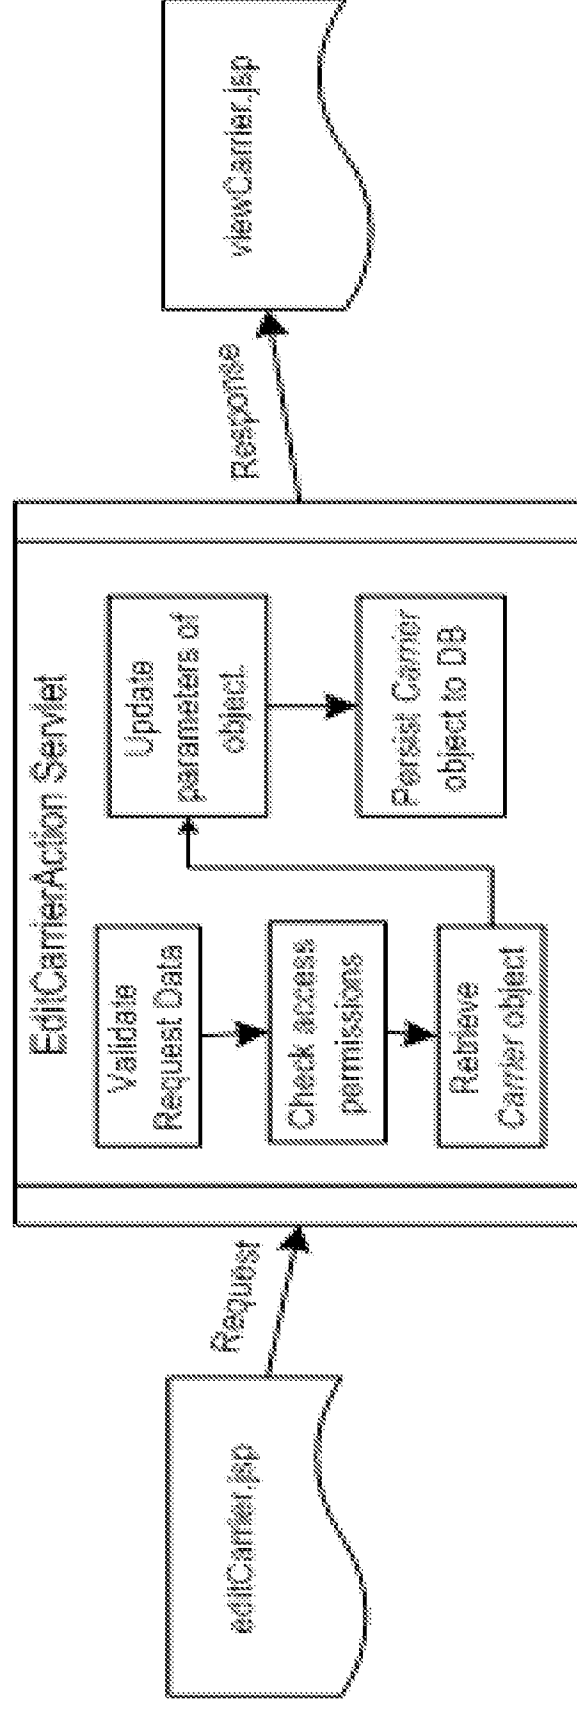 EditCarrierAction Servlet
editCarrier.jsp
Request
Validate
Request Data
Check access
permissions
Retrieve
Carrier object
Update
parameters of
object.
Persist Carrier
object to DB
Response
viewCarrier.jsp